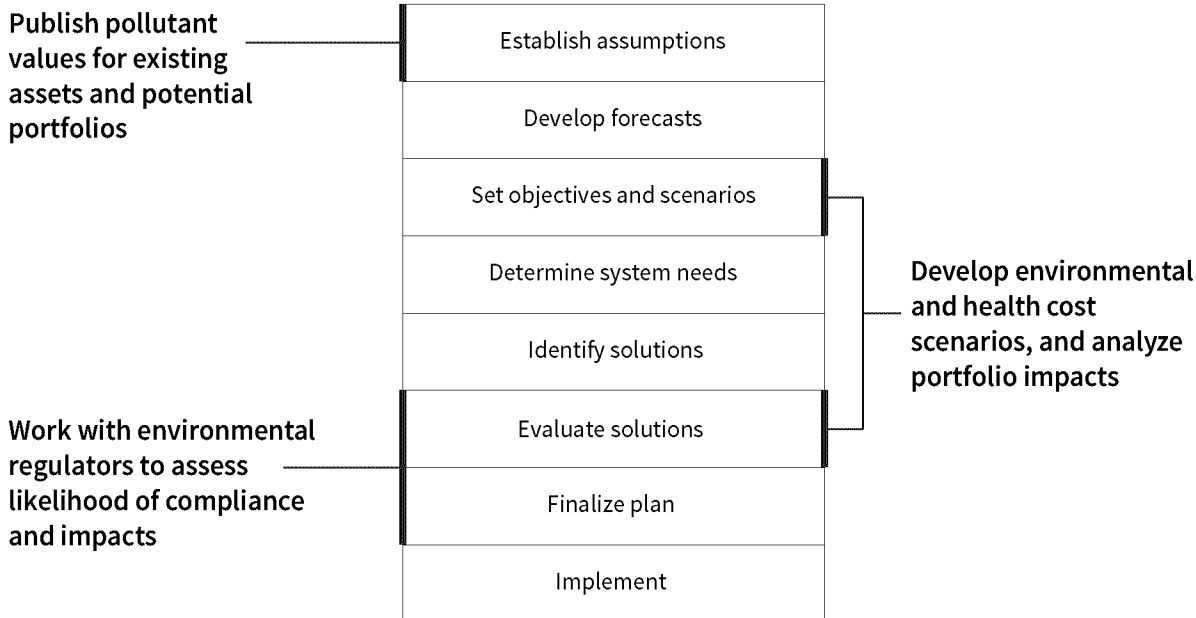 Publish pollutant
values for existing
assets and potential
portfolios
Establish assumptions
Develop forecasts
Set objectives and scenarios
Determine system needs
Identify solutions
Evaluate solutions
Finalize plan
Implement
Develop environmental
and health cost
scenarios, and analyze
portfolio impacts
Work with environmental
regulators to assess
likelihood of compliance
and impacts